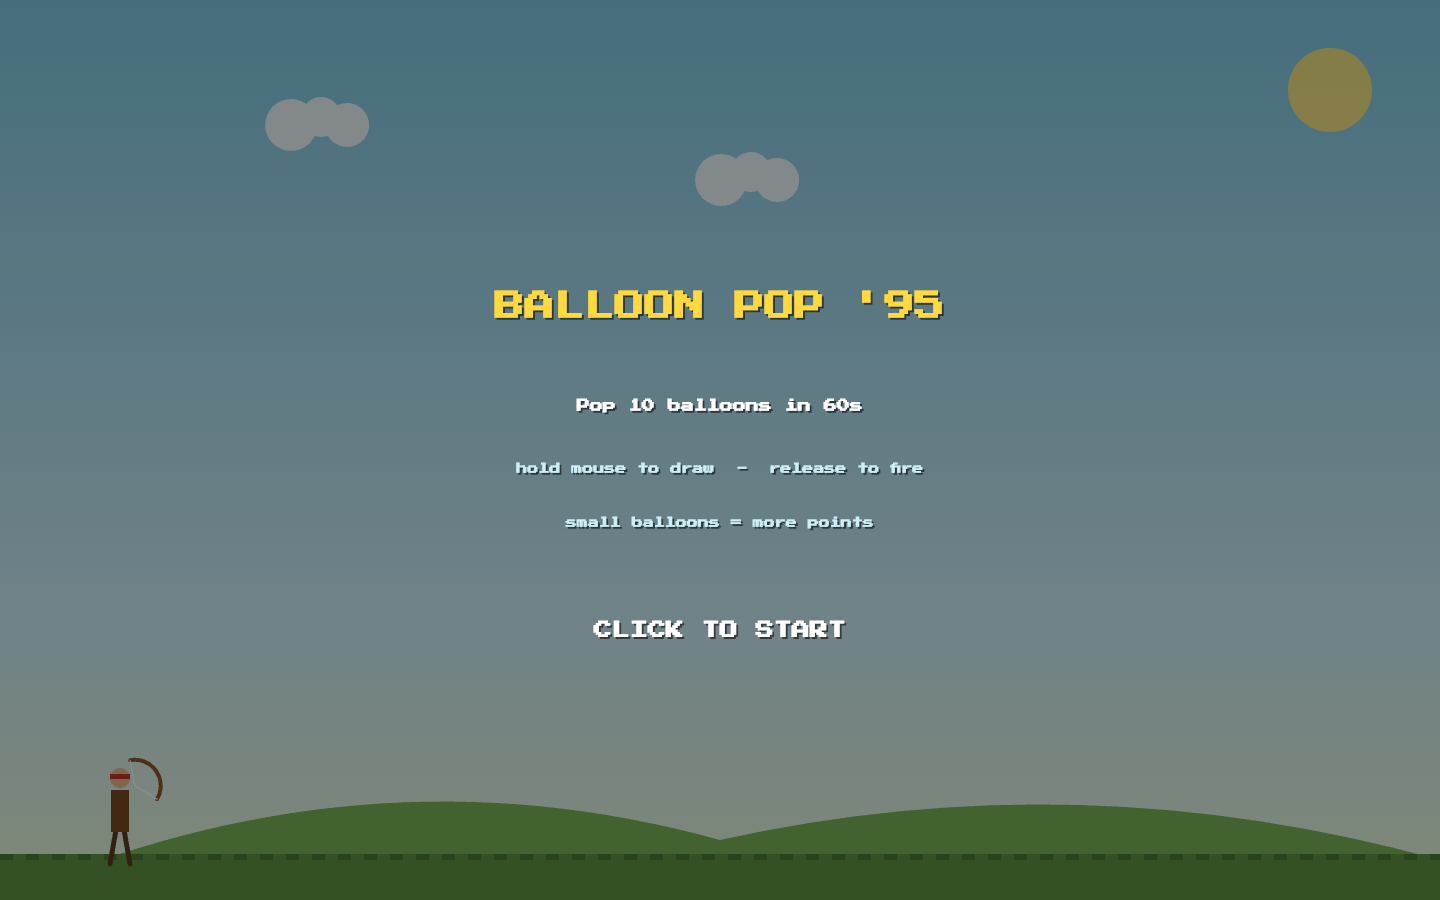 BALLOON POP '95
Pop 10 balloons in 60s
hold mouse to draw - release to fire
small balloons = more points
CLICK TO START